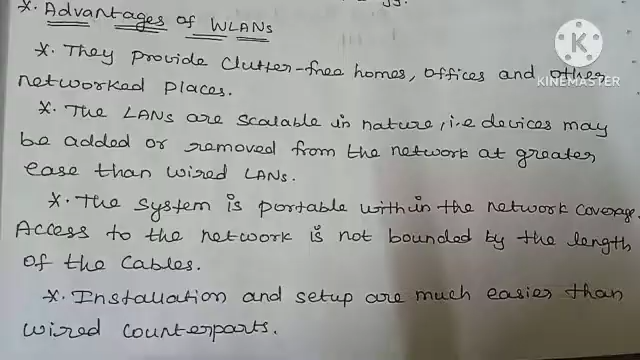 *. Advantages of WLANs
*. They provide clutter-free homes, offices and other
networked places.
*. The LANs are scalable in nature, i.e devices may
be added or removed from the network at greater
ease than wired LANs.
*. The system is portable within the network coverage.
Access to the network is not bounded by the length
of the cables.
*. Installation and setup are much easier than
wired counterparts.
KINEMASTER